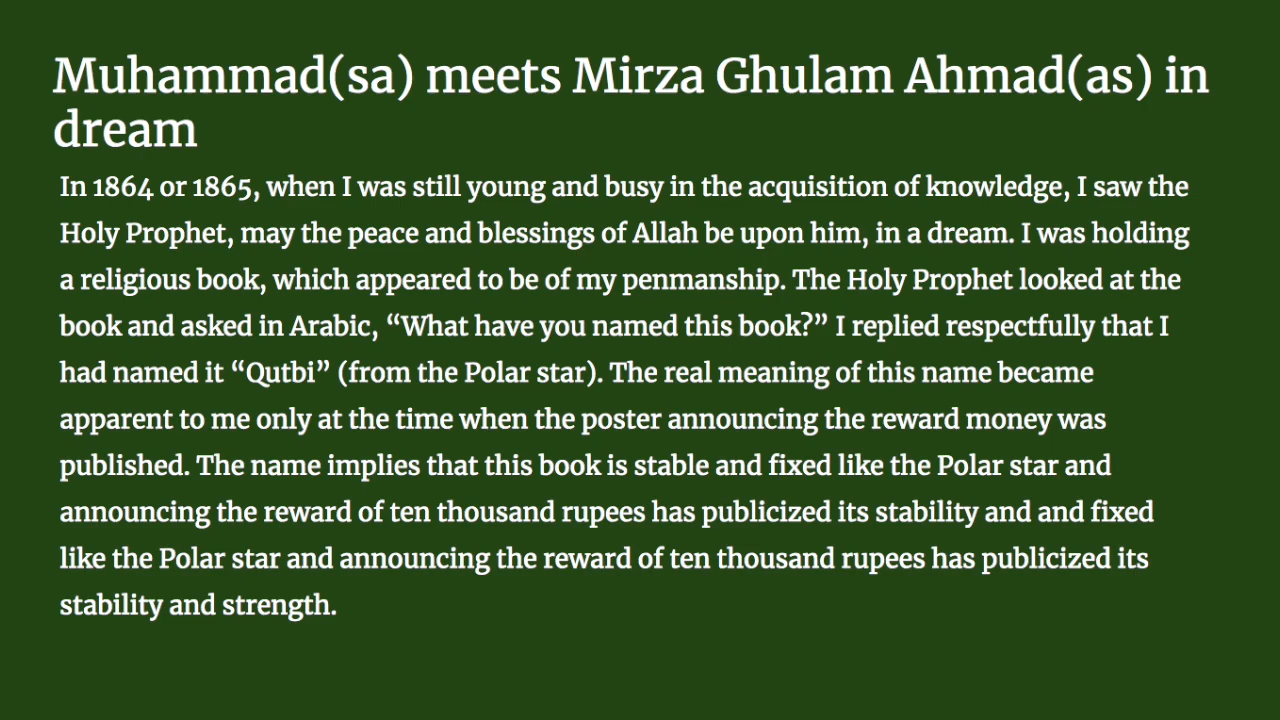 Muhammad(sa) meets Mirza Ghulam Ahmad(as) in
dream
In 1864 or 1865, when I was still young and busy in the acquisition of knowledge, I saw the
Holy Prophet, may the peace and blessings of Allah be upon him, in a dream. I was holding
a religious book, which appeared to be of my penmanship. The Holy Prophet looked at the
book and asked in Arabic, “What have you named this book?” I replied respectfully that I
had named it “Qutbi” (from the Polar star). The real meaning of this name became
apparent to me only at the time when the poster announcing the reward money was
published. The name implies that this book is stable and fixed like the Polar star and
announcing the reward of ten thousand rupees has publicized its stability and and fixed
like the Polar star and announcing the reward of ten thousand rupees has publicized its
stability and strength.